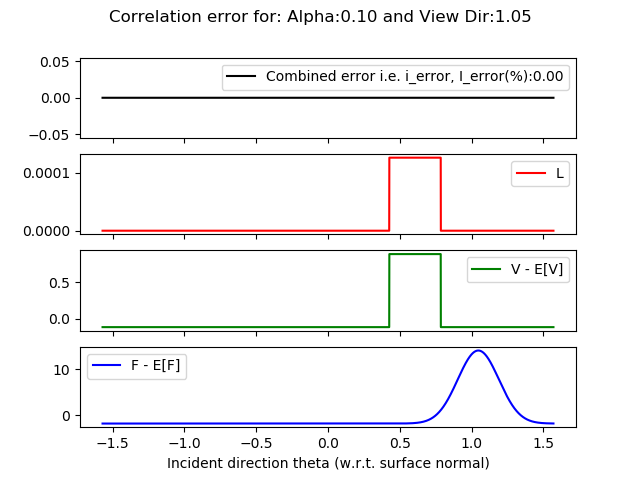 Correlation error for: Alpha:0.10 and View Dir:1.05
0.05
0.00
−0.05
Combined error i.e. i_error, I_error(%):0.00
0.0001
0.0000
L
0.5
0.0
V - E[V]
10
0
F - E[F]
−1.5 −1.0 −0.5 0.0 0.5 1.0 1.5
Incident direction theta (w.r.t. surface normal)